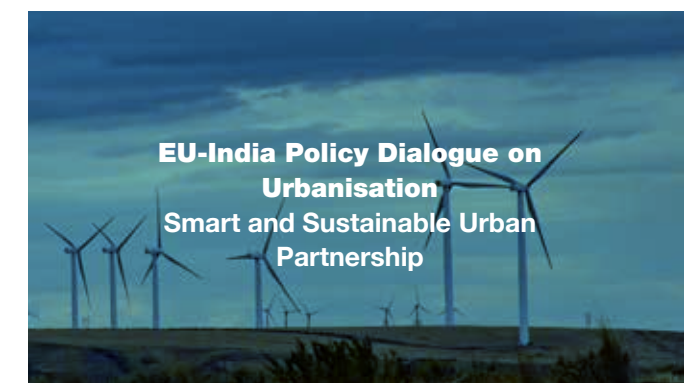 EU-India Policy Dialogue on
Urbanisation
Smart and Sustainable Urban
Partnership